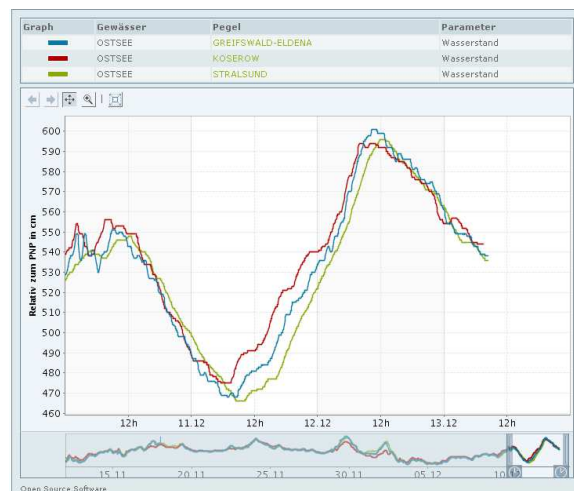 Graph Gewässer Pegel Parameter
OSTSEE GREIFSWALD-ELDENA Wasserstand
OSTSEE KOSEROW Wasserstand
OSTSEE STRALSUND Wasserstand
600
590
580
570
560
550
540
530
520
510
500
490
480
470
460
Relativ zum PNP in cm
12h 11.12 12h 12.12 12h 13.12 12h
15.11 20.11 25.11 30.11 05.12
Open Source Software